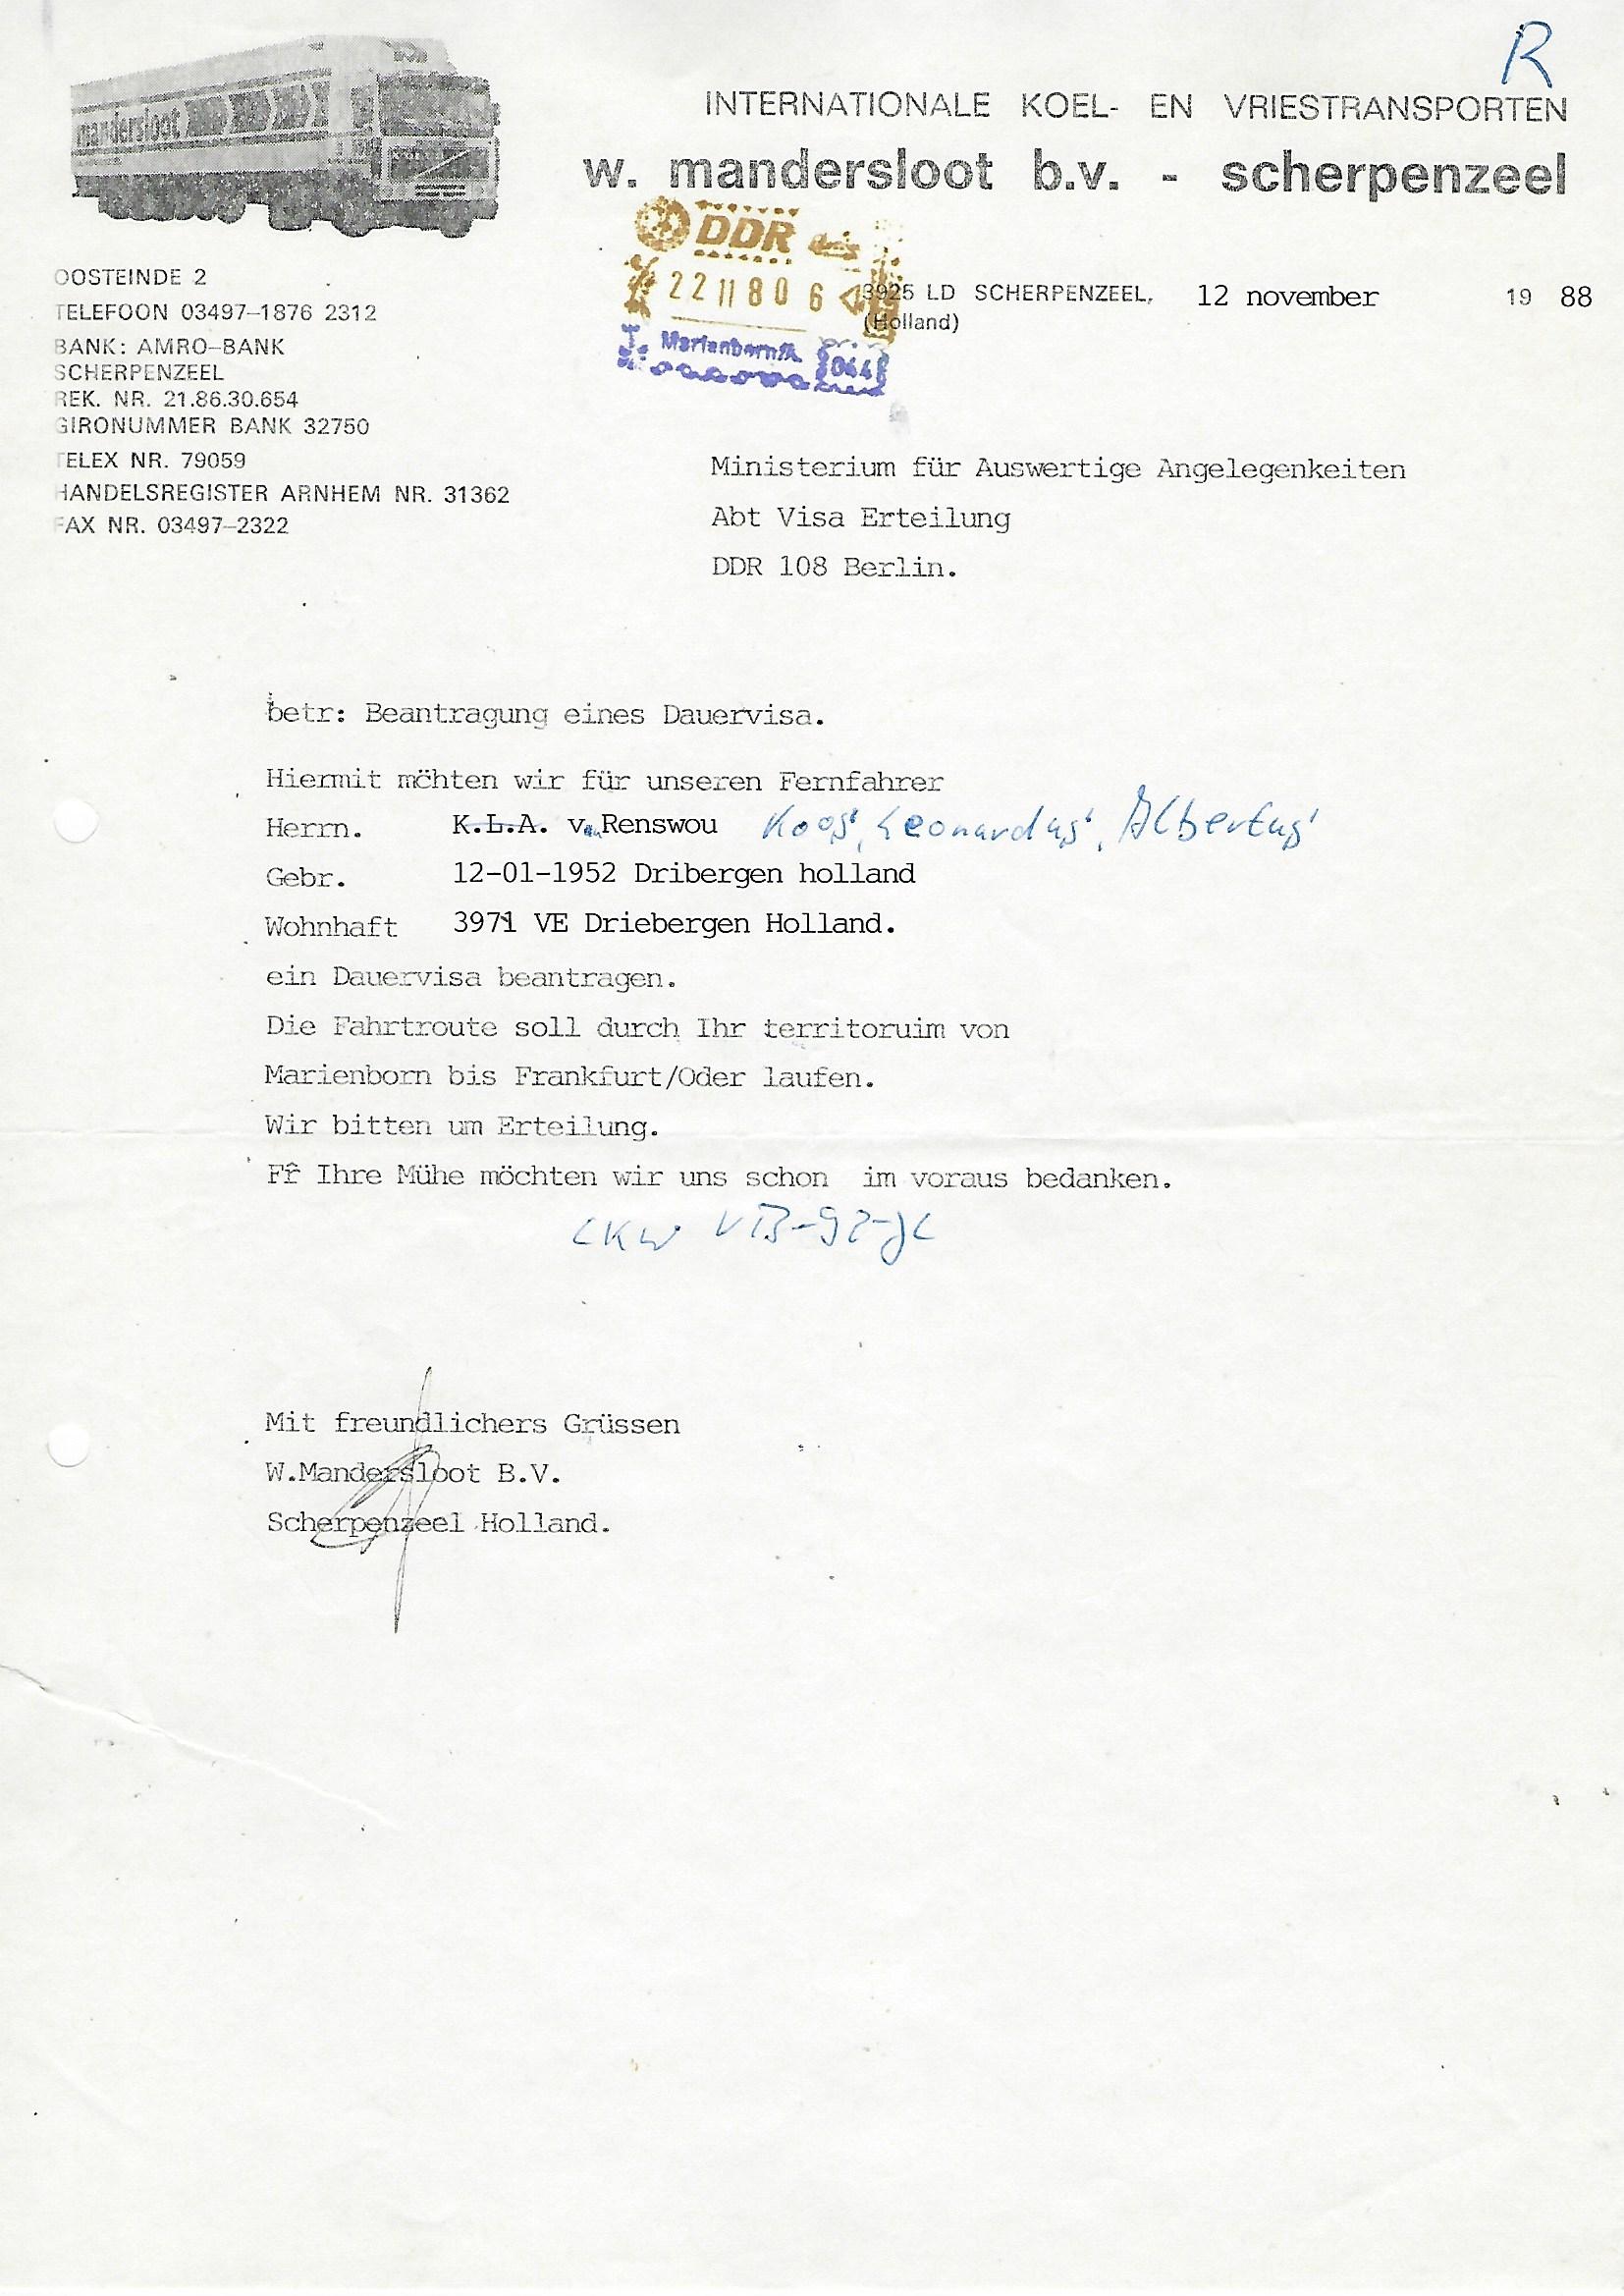 R
mandersloot
INTERNATIONALE KOEL- EN VRIESTRANSPORTEN
w. mandersloot b.v. - scherpenzeel
DDR
22 11 80 6
Marienborn/A.
044
OOSTEINDE 2
TELEFOON 03497-1876 2312
BANK: AMRO-BANK
SCHERPENZEEL
REK. NR. 21.86.30.654
GIRONUMMER BANK 32750
TELEX NR. 79059
HANDELSREGISTER ARNHEM NR. 31362
FAX NR. 03497-2322
3925 LD SCHERPENZEEL, 12 november 19 88
(Holland)
Ministerium für Auswertige Angelegenkeiten
Abt Visa Erteilung
DDR 108 Berlin.
betr: Beantragung eines Dauervisa.
Hiermit möhten wir für unseren Fernfahrer
Herrn. K.L.A. van Renswou Koos, Leonardus, Albertus
Gebr. 12-01-1952 Dribergen holland
Wohnhaft 3971 VE Driebergen Holland.
ein Dauervisa beantragen.
Die Fahrtroute soll durch Ihr territoruim von
Marienborn bis Frankfurt/Oder laufen.
Wir bitten um Erteilung.
Ihre Mühe möchten wir uns schon im voraus bedanken.
LKW
Mit freundlichers Grüssen
W.Mandersloot B.V.
Scherpenzeel Holland.